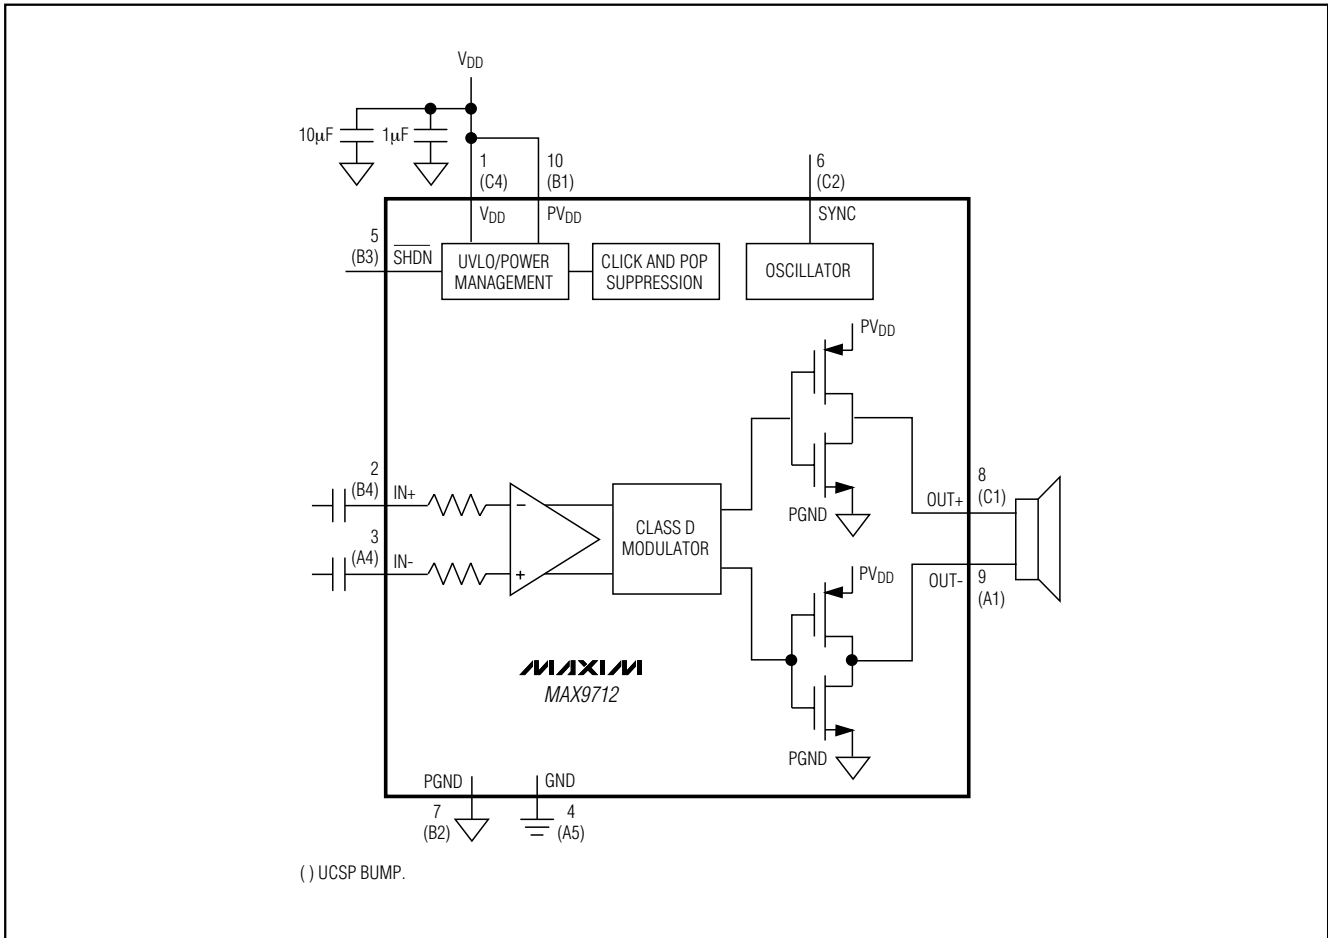 VDD
10µF
1µF
1
(C4)
10
(B1)
6
(C2)
VDD
PVDD
SYNC
5
(B3)
SHDN
UVLO/POWER
MANAGEMENT
CLICK AND POP
SUPPRESSION
OSCILLATOR
PVDD
2
(B4)
IN+
−
CLASS D
MODULATOR
PGND
OUT+
8
(C1)
3
(A4)
IN-
+
PVDD
OUT-
9
(A1)
MAXIM
MAX9712
PGND
PGND
GND
7
(B2)
4
(A5)
( ) UCSP BUMP.